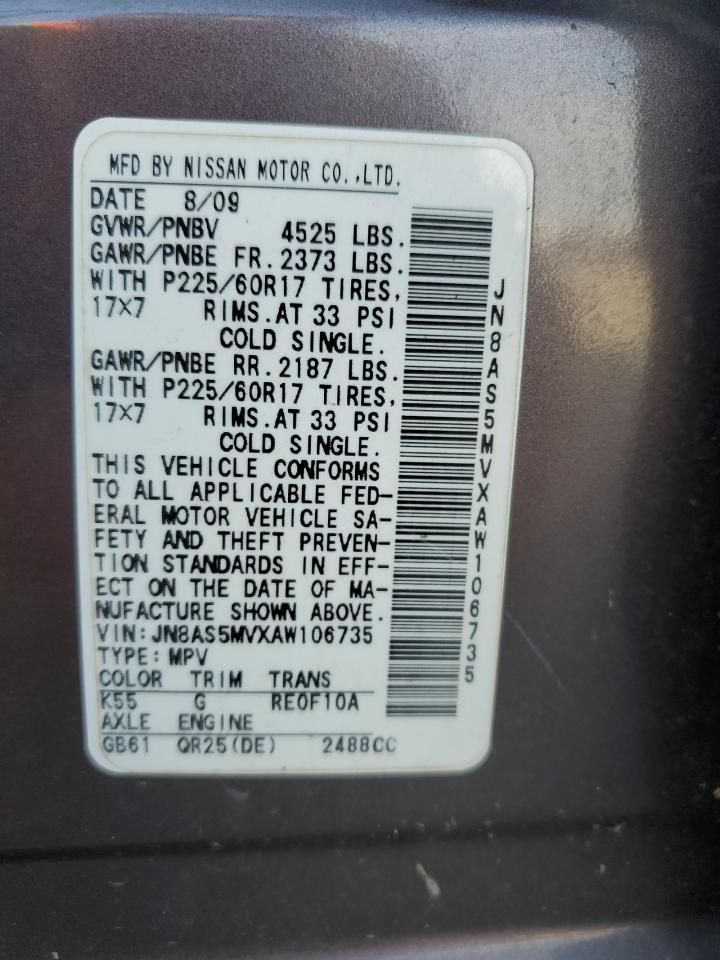 MFD BY NISSAN MOTOR CO.,LTD.
DATE 8/09
GVWR/PNBV 4525 LBS.
GAWR/PNBE FR.2373 LBS.
WITH P225/60R17 TIRES,
17X7 RIMS.AT 33 PSI
COLD SINGLE.
GAWR/PNBE RR.2187 LBS.
WITH P225/60R17 TIRES,
17X7 RIMS.AT 33 PSI
COLD SINGLE.
THIS VEHICLE CONFORMS
TO ALL APPLICABLE FED-
ERAL MOTOR VEHICLE SA-
FETY AND THEFT PREVEN-
TION STANDARDS IN EFF-
ECT ON THE DATE OF MA-
NUFACTURE SHOWN ABOVE.
VIN:JN8AS5MVXAW106735
TYPE:MPV
COLOR TRIM TRANS
K55 G RE0F10A
AXLE ENGINE
GB61 QR25(DE) 2488CC
JN8AS5MVXAW106735